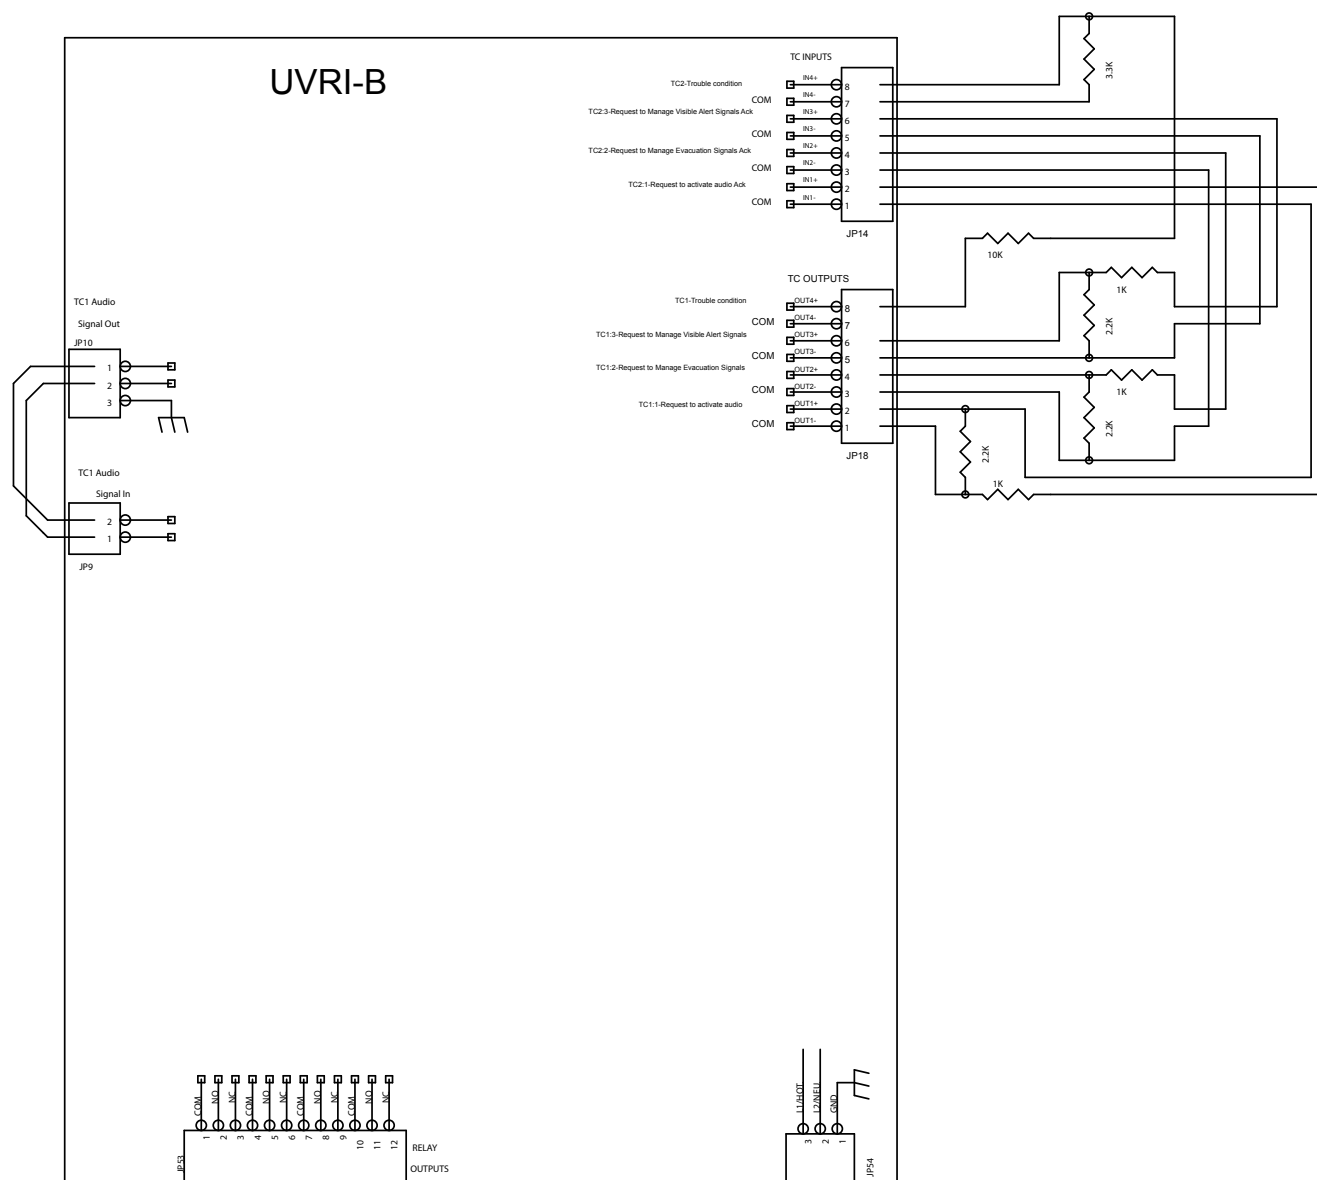 UVRI-B
TC INPUTS
TC2-Trouble condition IN4+ 8
COM IN4- 7
TC2:3-Request to Manage Visible Alert Signals Ack IN3+ 6
COM IN3- 5
TC2:2-Request to Manage Evacuation Signals Ack IN2+ 4
COM IN2- 3
TC2:1-Request to activate audio Ack IN1+ 2
COM IN1- 1
JP14
3.3K
10K
TC OUTPUTS
TC1-Trouble condition OUT4+ 8
COM OUT4- 7
TC1:3-Request to Manage Visible Alert Signals OUT3+ 6
COM OUT3- 5
TC1:2-Request to Manage Evacuation Signals OUT2+ 4
COM OUT2- 3
TC1:1-Request to activate audio OUT1+ 2
COM OUT1- 1
JP18
1K
2.2K
1K
2.2K
2.2K
1K
TC1 Audio
Signal Out
JP10
1
2
3
TC1 Audio
Signal In
2
1
JP9
COM NO NC COM NO NC COM NO NC COM NO NC
1 2 3 4 5 6 7 8 9 10 11 12
RELAY
OUTPUTS
JP53
L1/HOT L2/NEU GND
3 2 1
JP54